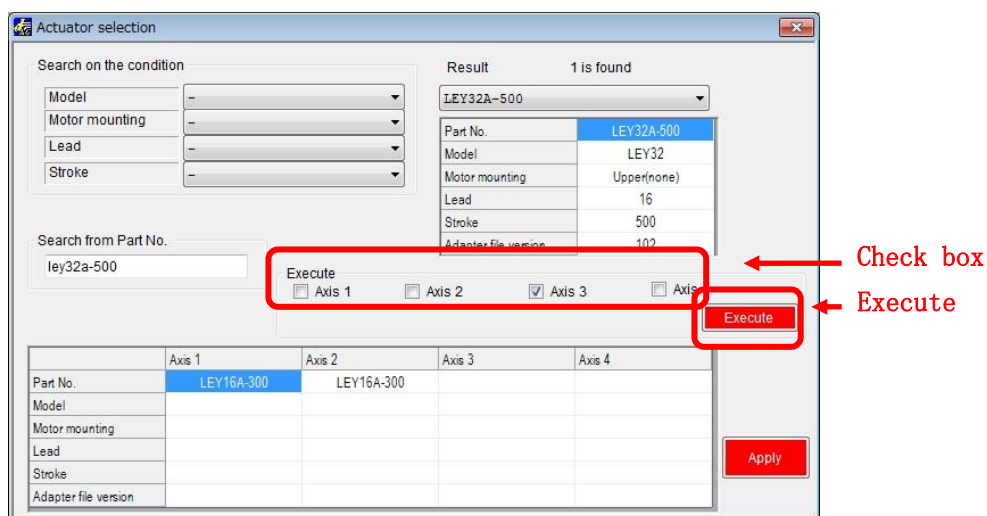 Actuator selection
Search on the condition
Model -
Motor mounting -
Lead -
Stroke -
Result 1 is found
LEY32A-500
Part No. LEY32A-500
Model LEY32
Motor mounting Upper(none)
Lead 16
Stroke 500
Adapter file version 102
Search from Part No.
ley32a-500
Execute
Axis 1 Axis 2 Axis 3 Axis
Execute
Check box
Execute
Axis 1 Axis 2 Axis 3 Axis 4
Part No. LEY16A-300 LEY16A-300
Model
Motor mounting
Lead
Stroke
Adapter file version
Apply